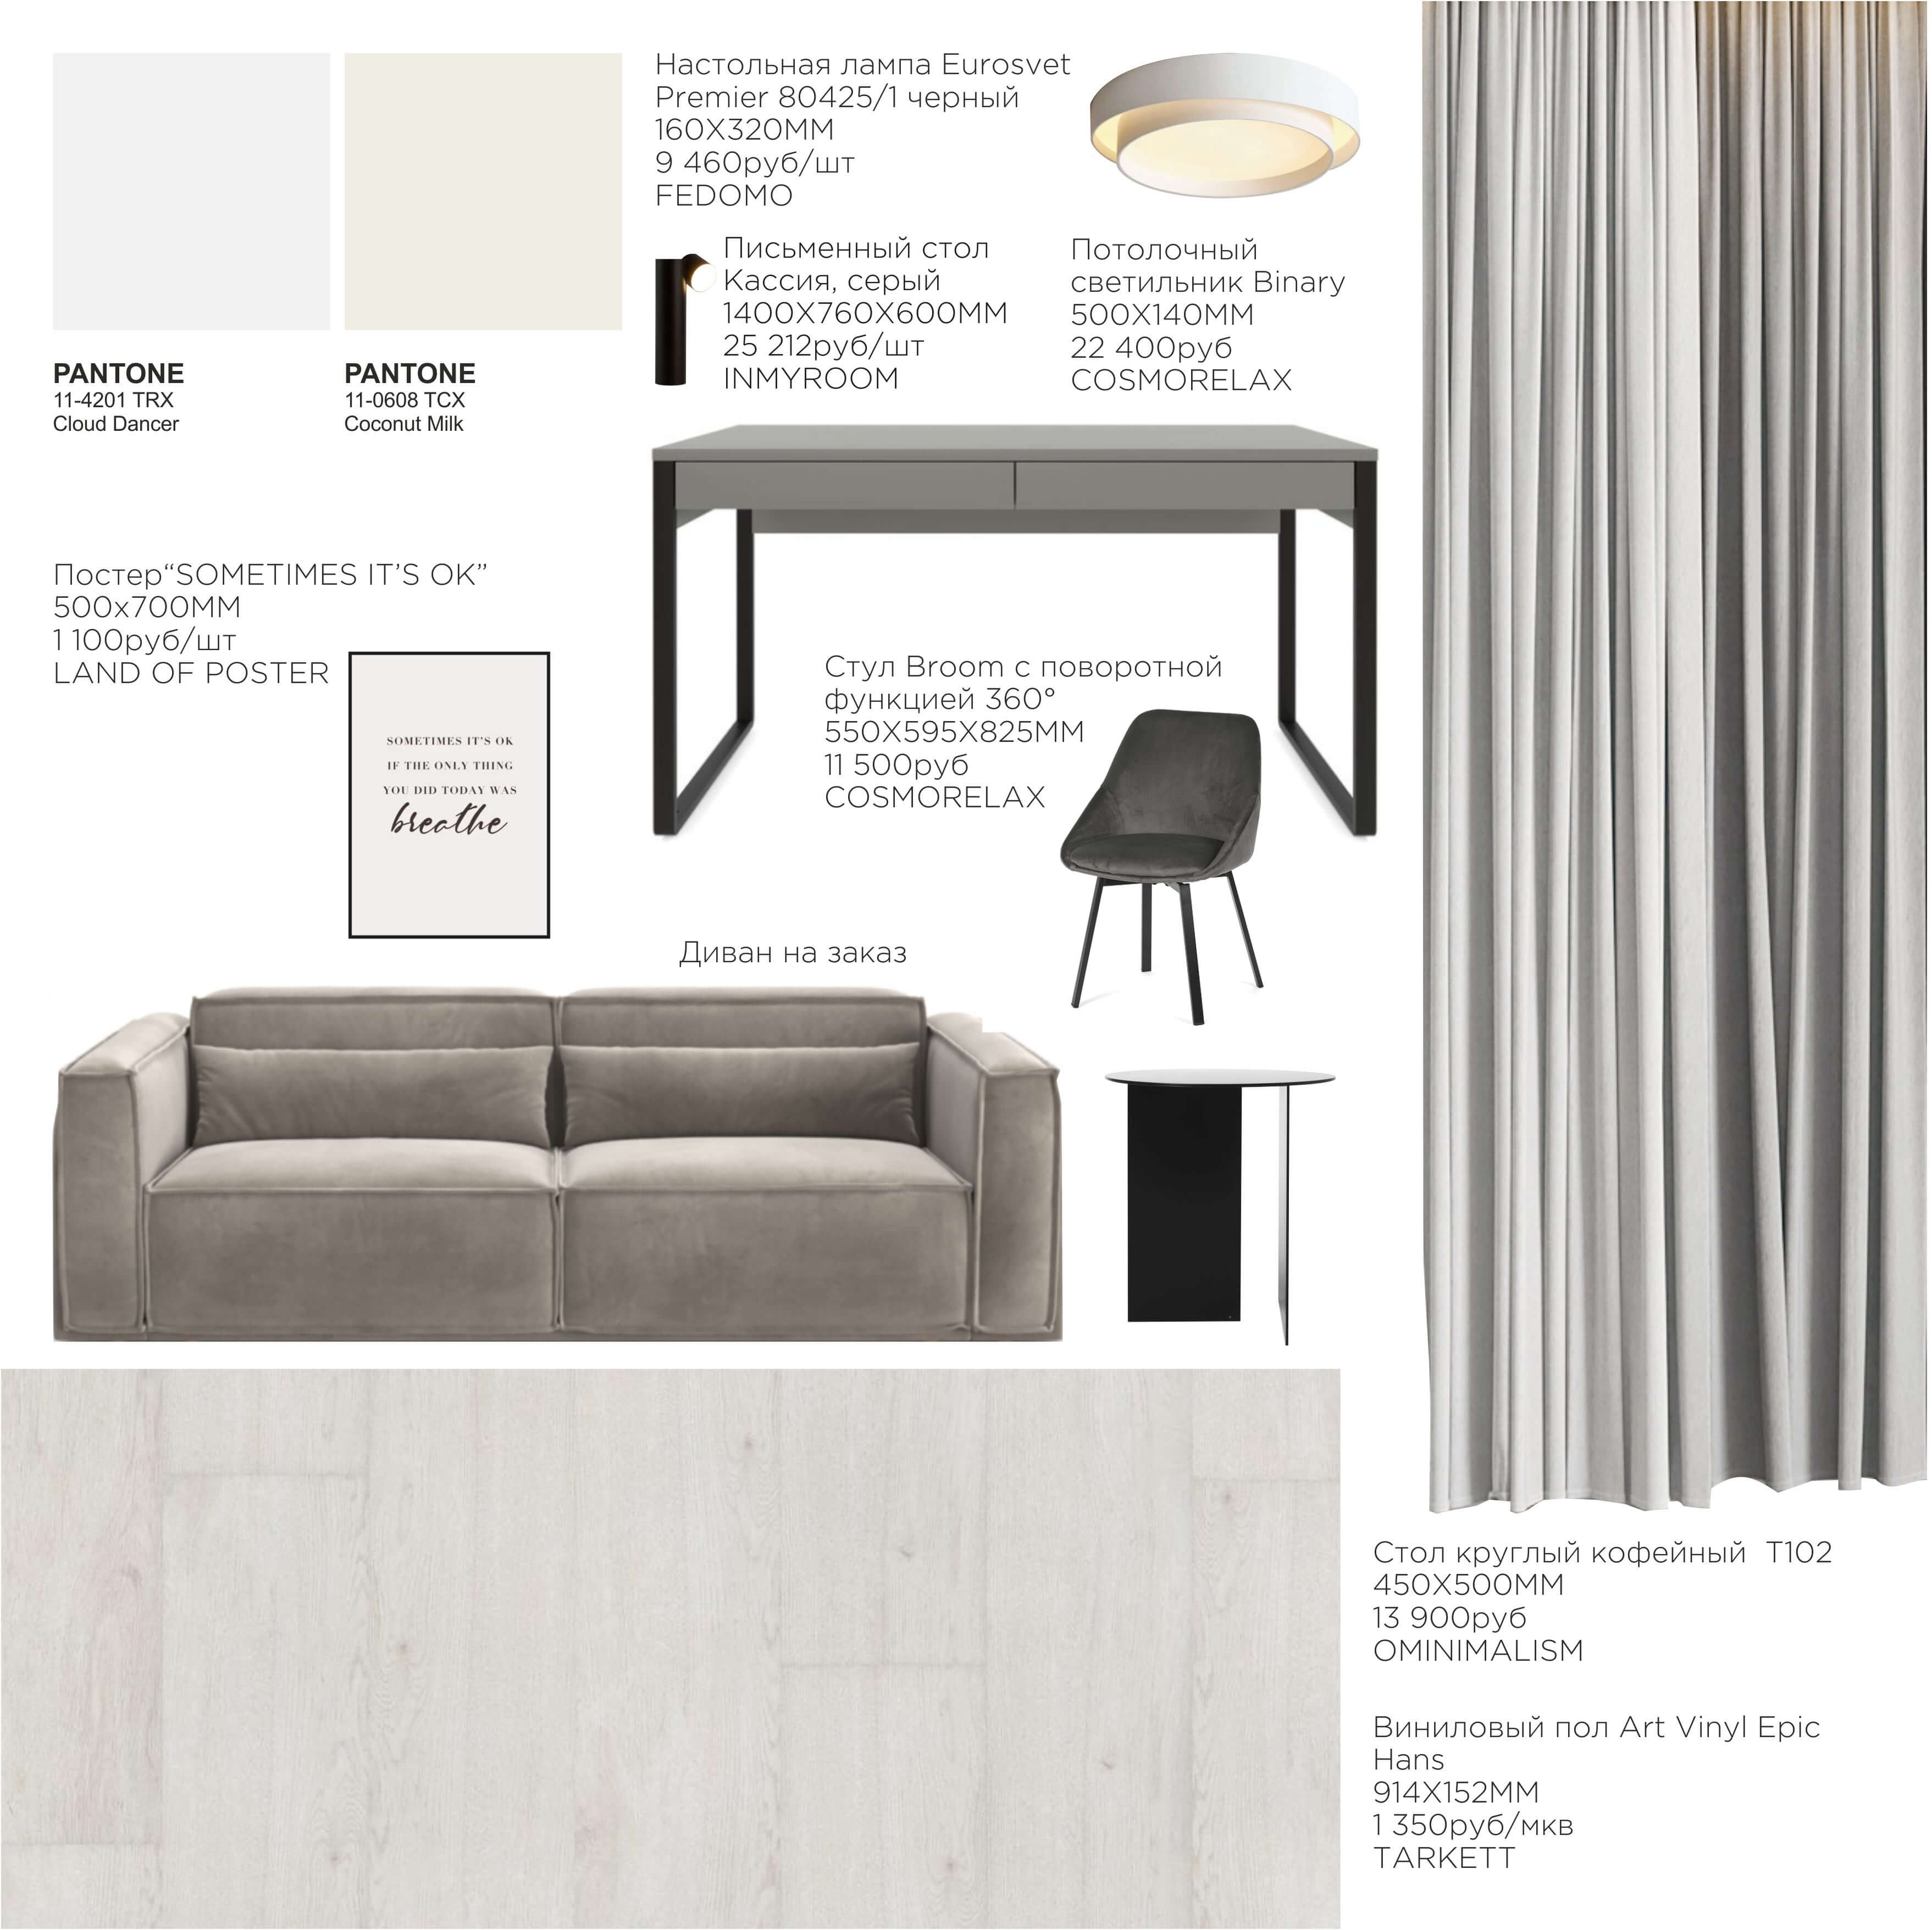 PANTONE
11-4201 TRX
Cloud Dancer
PANTONE
11-0608 TCX
Coconut Milk
Настольная лампа Eurosvet
Premier 80425/1 черный
160X320MM
9 460руб/шт
FEDOMO
Письменный стол
Кассия, серый
1400X760X600MM
25 212руб/шт
INMYROOM
Потолочный
светильник Binary
500X140MM
22 400руб
COSMORELAX
Постер“SOMETIMES IT’S OK”
500x700MM
1 100руб/шт
LAND OF POSTER
SOMETIMES IT’S OK
IF THE ONLY THING
YOU DID TODAY WAS
breathe
Стул Broom с поворотной
функцией 360°
550X595X825MM
11 500руб
COSMORELAX
Диван на заказ
Стол круглый кофейный  T102
450X500MM
13 900руб
OMINIMALISM
Виниловый пол Art Vinyl Epic
Hans
914X152MM
1 350руб/мкв
TARKETT